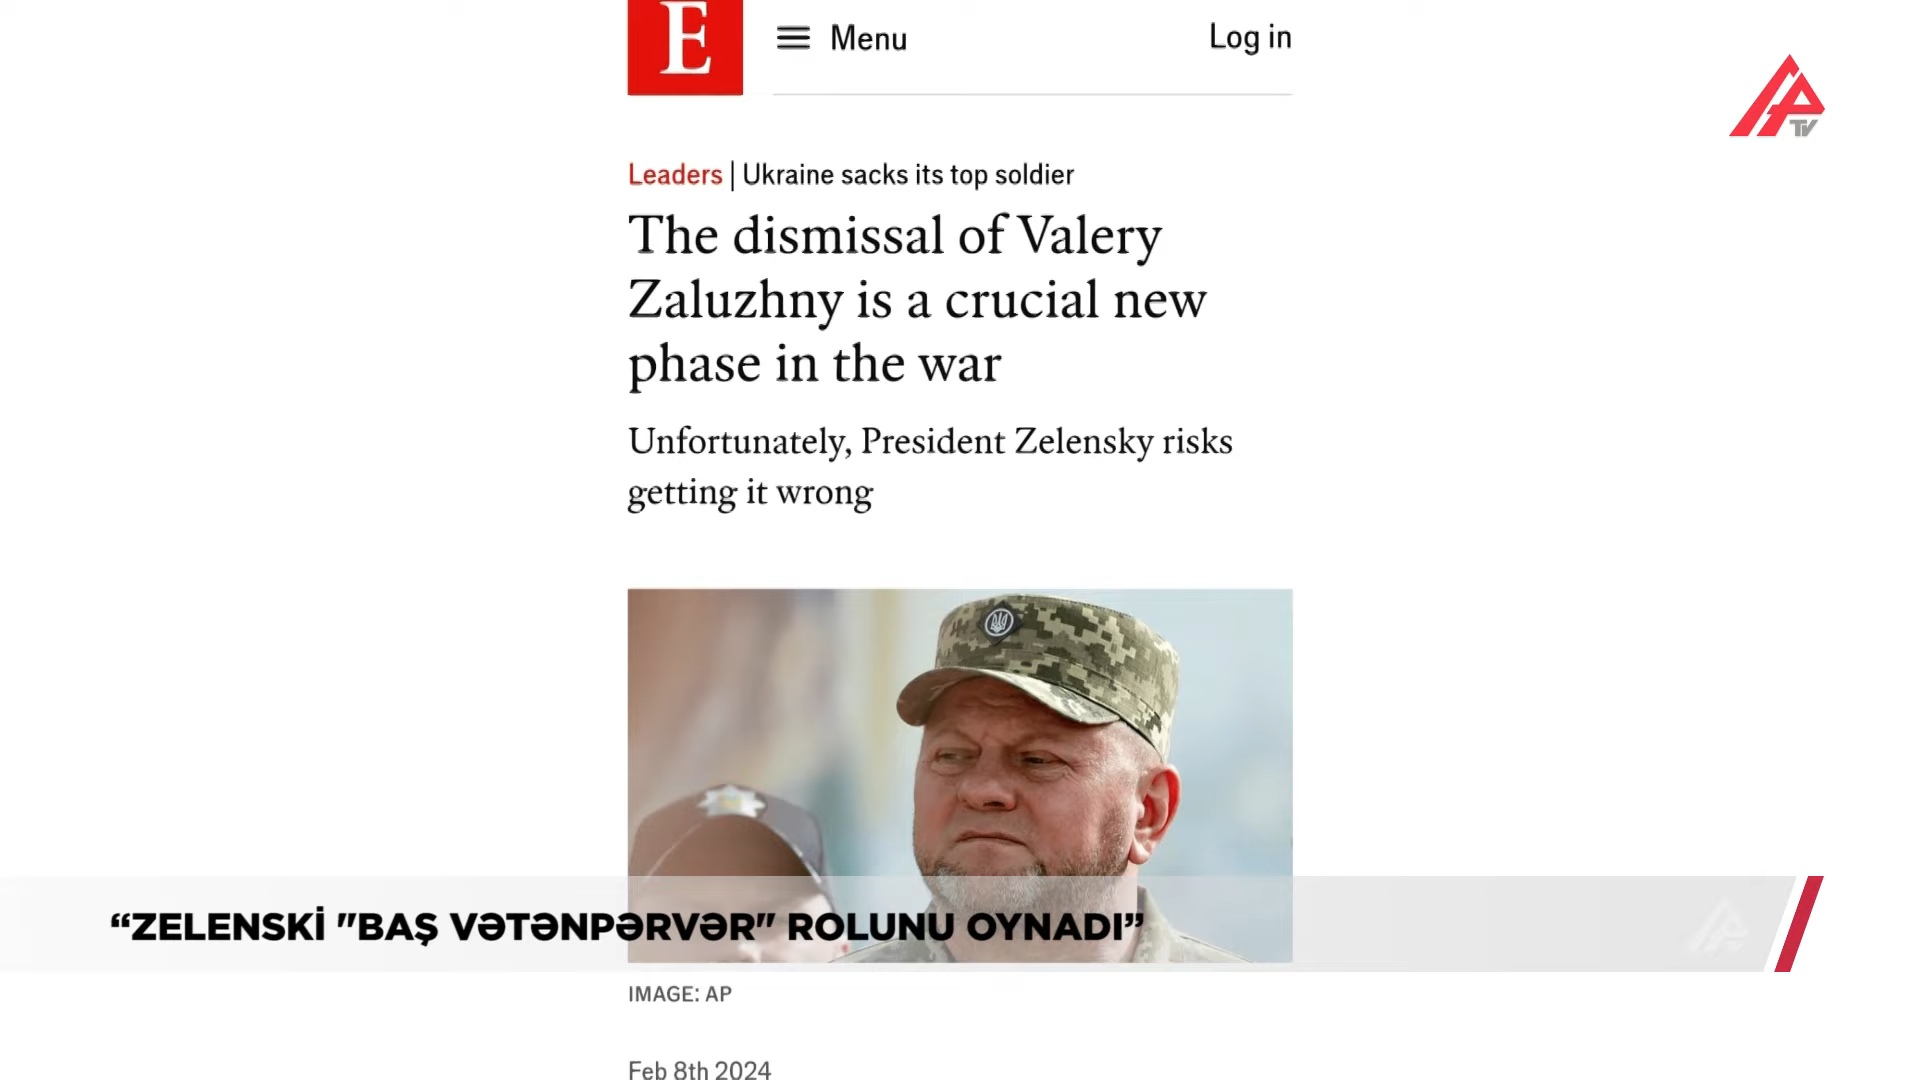 E
Menu
Log in
TV
Leaders | Ukraine sacks its top soldier
The dismissal of Valery
Zaluzhny is a crucial new
phase in the war
Unfortunately, President Zelensky risks
getting it wrong
“ZELENSKİ "BAŞ VƏTƏNPƏRVƏR" ROLUNU OYNADI”
IMAGE: AP
Feb 8th 2024